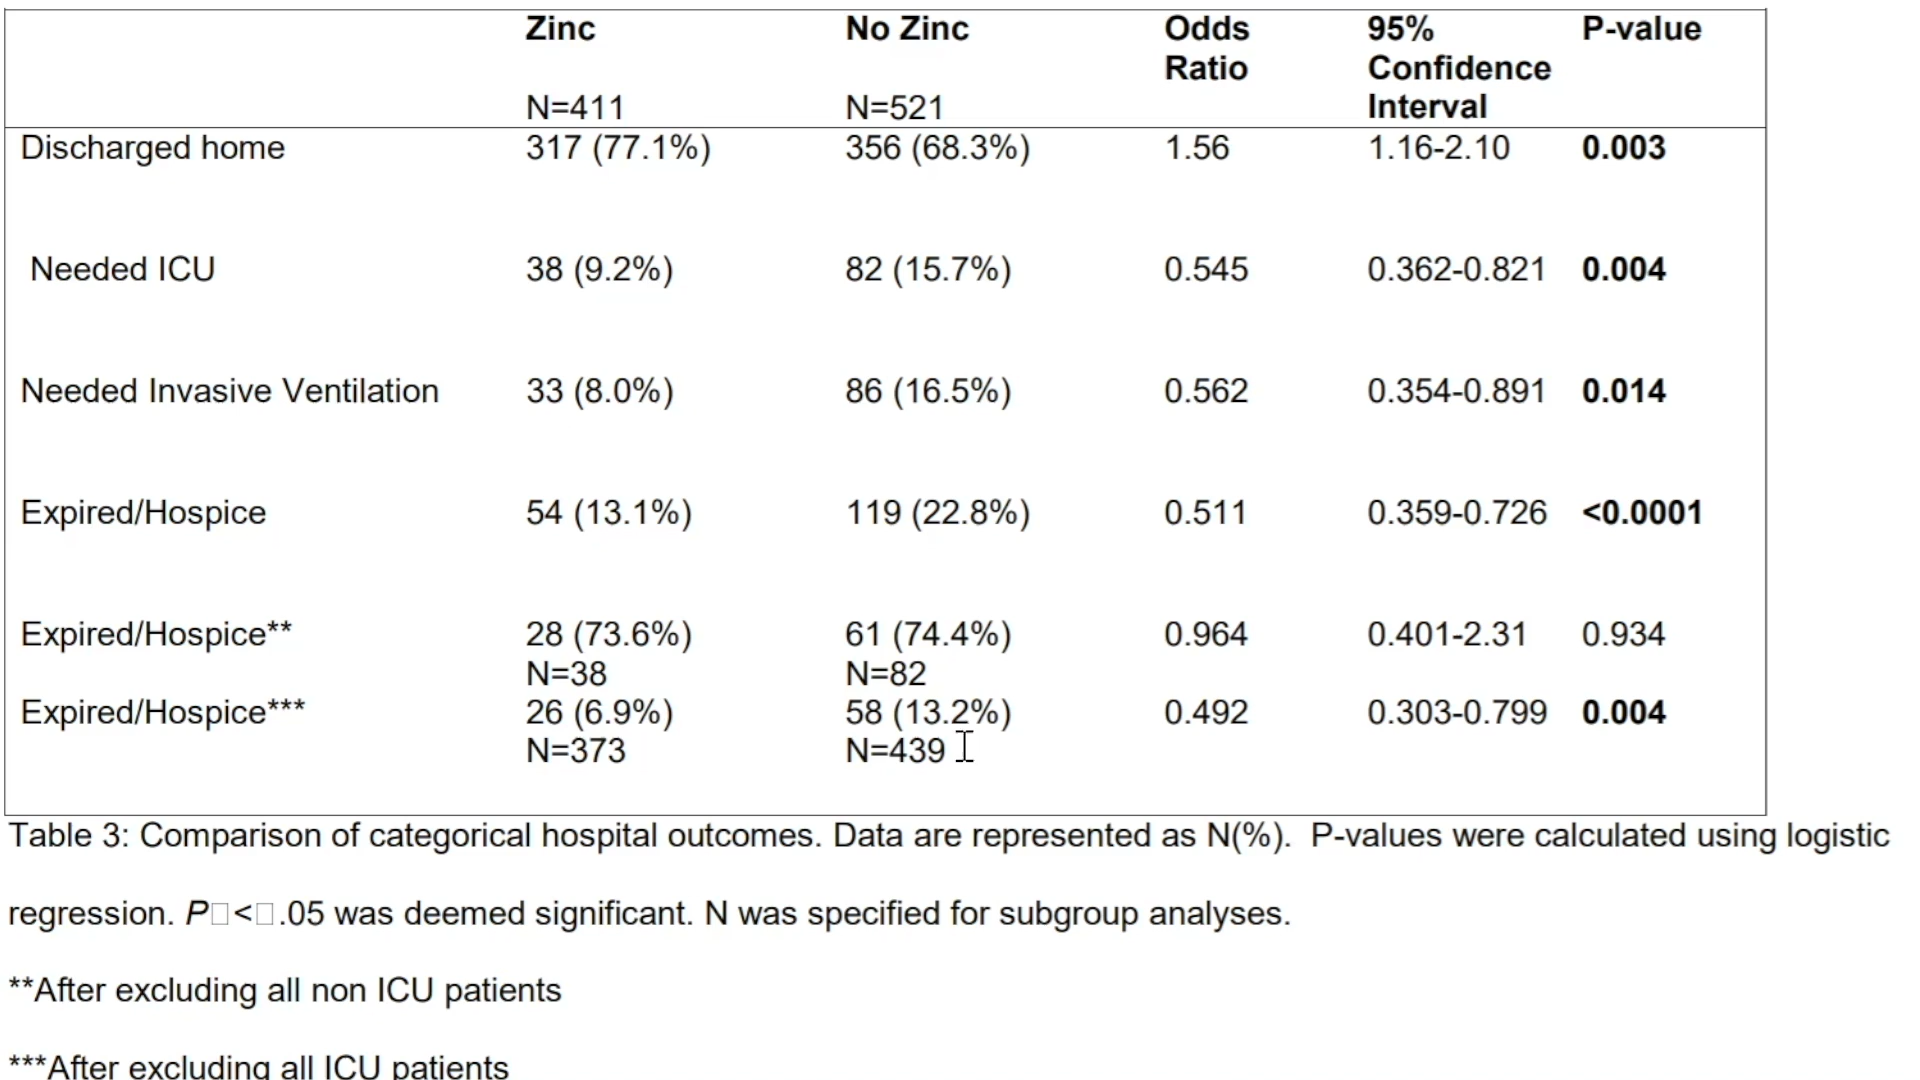 Zinc No Zinc Odds 95% P-value
Ratio Confidence
N=411 N=521 Interval
Discharged home 317 (77.1%) 356 (68.3%) 1.56 1.16-2.10 0.003
Needed ICU 38 (9.2%) 82 (15.7%) 0.545 0.362-0.821 0.004
Needed Invasive Ventilation 33 (8.0%) 86 (16.5%) 0.562 0.354-0.891 0.014
Expired/Hospice 54 (13.1%) 119 (22.8%) 0.511 0.359-0.726 <0.0001
Expired/Hospice** 28 (73.6%) 61 (74.4%) 0.964 0.401-2.31 0.934
N=38 N=82
Expired/Hospice*** 26 (6.9%) 58 (13.2%) 0.492 0.303-0.799 0.004
N=373 N=439
Table 3: Comparison of categorical hospital outcomes. Data are represented as N(%). P-values were calculated using logistic
regression. P□<□.05 was deemed significant. N was specified for subgroup analyses.
**After excluding all non ICU patients
***After excluding all ICU patients